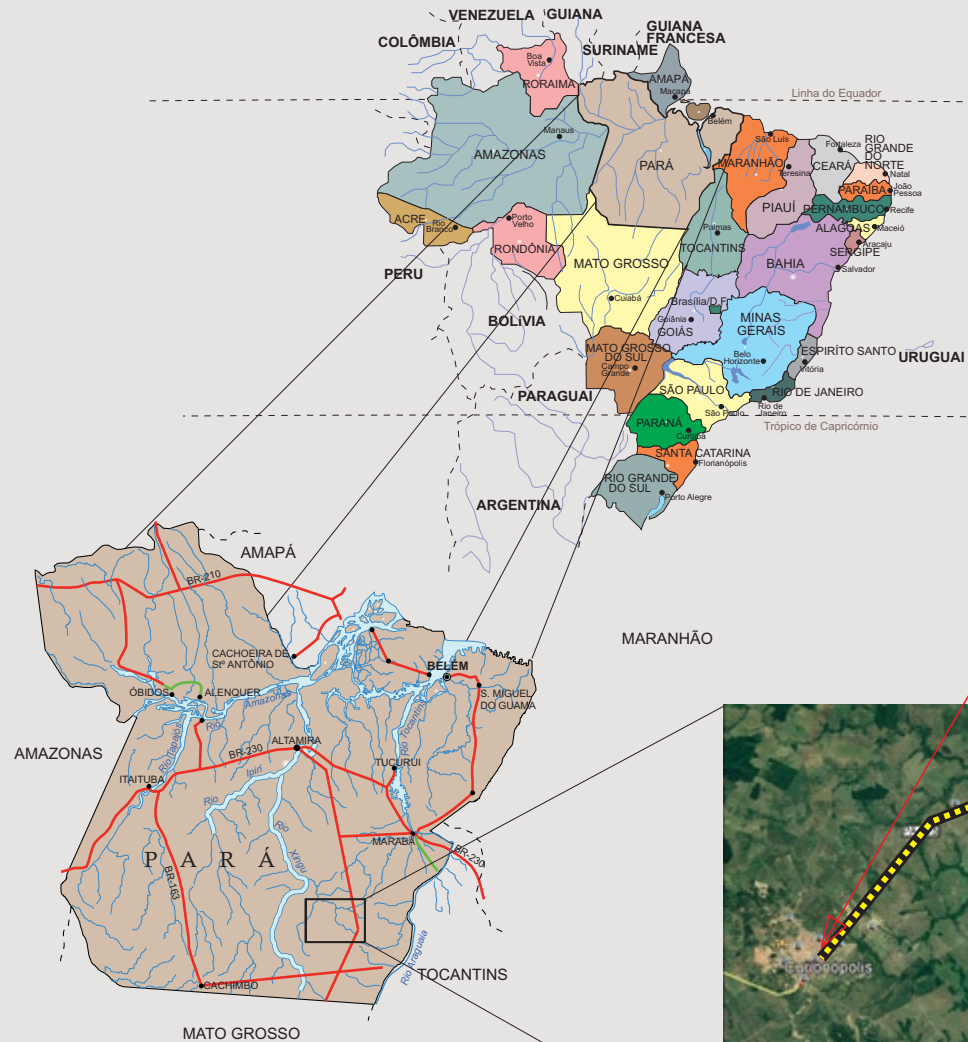 VENEZUELA
GUIANA
GUIANA
FRANCESA
COLÔMBIA
SURINAME
Boa
Vista
RORAIMA
AMAPÁ
Macapá
Linha do Equador
Belém
Manaus
AMAZONAS
PARÁ
São Luís
MARANHÃO
Teresina
Fortaleza
CEARÁ
RIO
GRANDE
DO
NORTE
Natal
PARAÍBA
João
Pessoa
PIAUÍ
PERNAMBUCO
Recife
ACRE
Rio
Branco
Porto
Velho
RONDÔNIA
Palmas
TOCANTINS
ALAGOAS
Maceió
SERGIPE
Aracaju
PERU
MATO GROSSO
BAHIA
Salvador
Cuiabá
Brasília/D.F
Goiânia
GOIÁS
BOLÍVIA
MINAS
GERAIS
MATO GROSSO
DO SUL
Campo
Grande
Belo
Horizonte
ESPIRÍTO SANTO
Vitória
URUGUAI
PARAGUAI
SÃO PAULO
São Paulo
RIO DE JANEIRO
Rio de
Janeiro
Trópico de Capricórnio
PARANÁ
Curitiba
SANTA CATARINA
Florianópolis
RIO GRANDE
DO SUL
Porto Alegre
ARGENTINA
AMAPÁ
BR-210
MARANHÃO
CACHOEIRA DE
Stº ANTÔNIO
BELÉM
ÓBIDOS
ALENQUER
Rio
Amazonas
S. MIGUEL
DO GUAMA
Rio Tapajós
Rio Tocantins
AMAZONAS
BR-230
ALTAMIRA
TUCURUI
ITAITUBA
Ipiri
Rio
Rio
Xingu
MARABÁ
BR-230
PARÁ
BR-163
Rio Araguaia
TOCANTINS
CACHIMBO
MATO GROSSO
Curionópolis